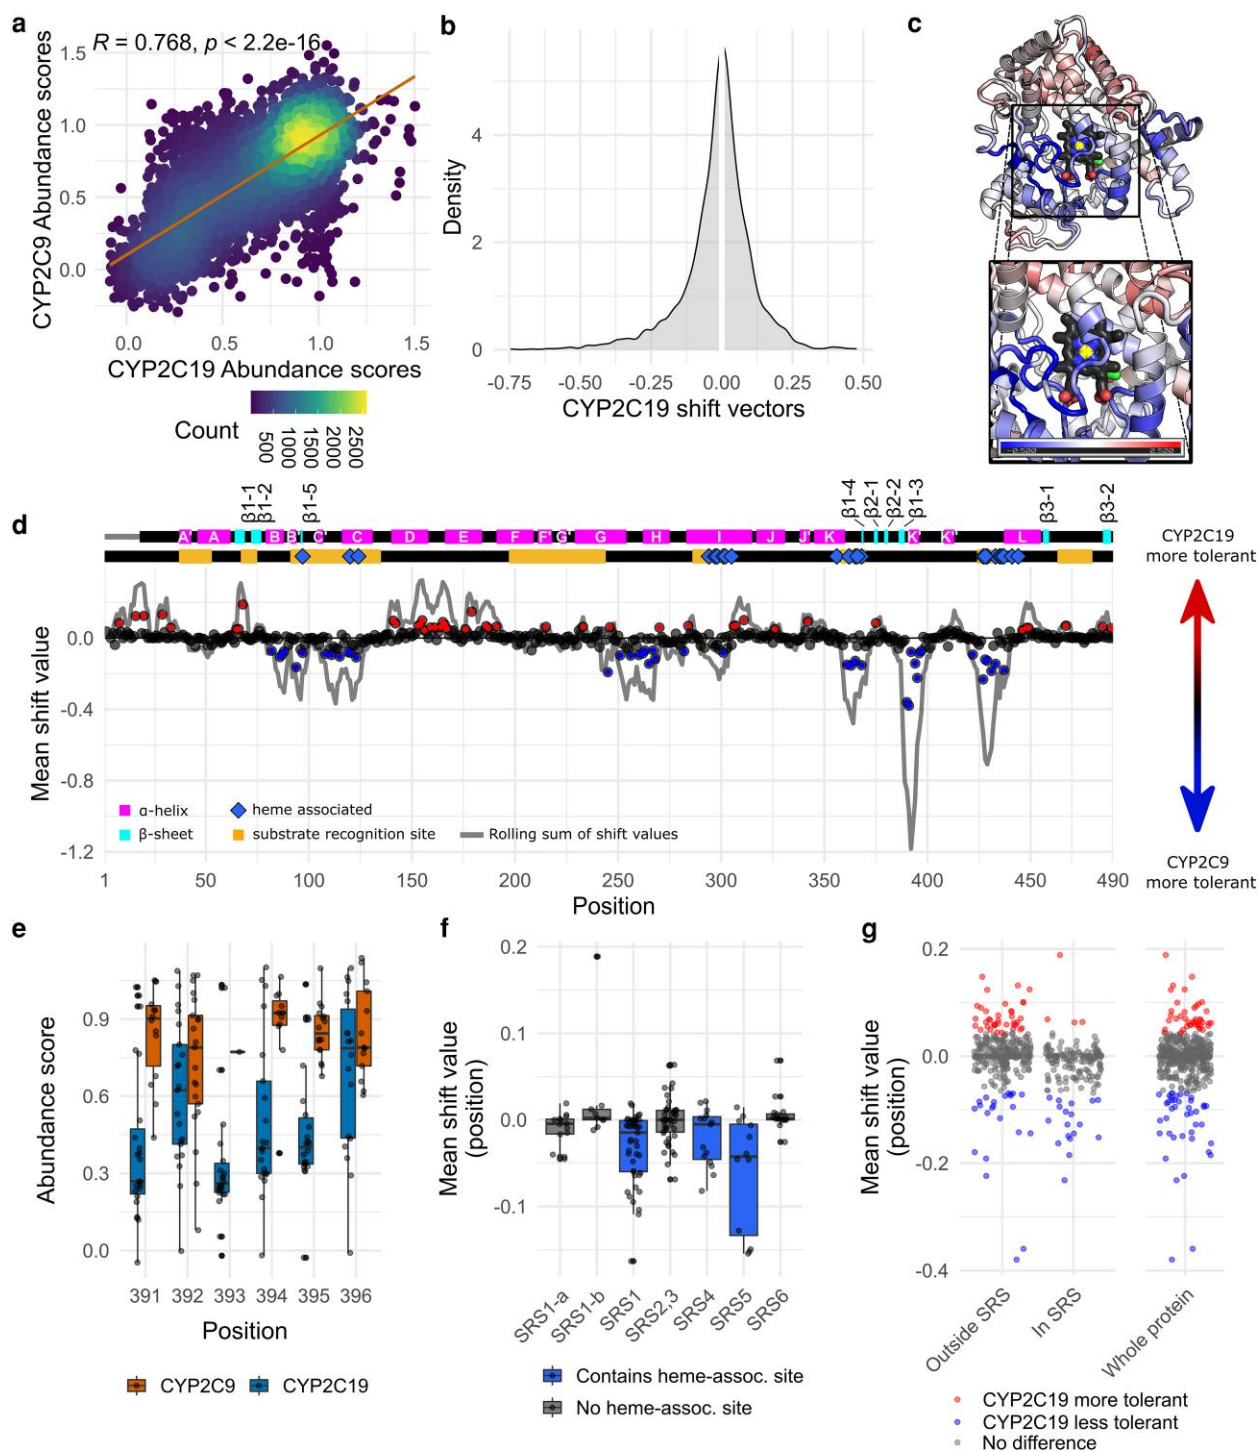 a
R = 0.768, p < 2.2e-16
CYP2C9 Abundance scores
1.5
1.0
0.5
0.0
0.0 0.5 1.0 1.5
CYP2C19 Abundance scores
Count
500 1000 1500 2000 2500
b
Density
4
2
0
-0.75 -0.50 -0.25 0.00 0.25 0.50
CYP2C19 shift vectors
c
-0.500 0.500
d
β1-1 β1-2 β1-5 β1-4 β2-1 β2-2 β1-3 β3-1 β3-2
A' A B B' C' C D E F F' G' G H I J J' K K' K" L
Mean shift value
0.0
-0.4
-0.8
-1.2
α-helix
heme associated
β-sheet
substrate recognition site
Rolling sum of shift values
1 50 100 150 200 250 300 350 400 450 490
Position
CYP2C19
more tolerant
CYP2C9
more tolerant
e
Abundance score
0.9
0.6
0.3
0.0
391 392 393 394 395 396
Position
CYP2C9 CYP2C19
f
Mean shift value
(position)
0.2
0.1
0.0
-0.1
SRS1-a SRS1-b SRS1 SRS2,3 SRS4 SRS5 SRS6
Contains heme-assoc. site
No heme-assoc. site
g
Mean shift value
(position)
0.2
0.0
-0.2
-0.4
Outside SRS In SRS Whole protein
CYP2C19 more tolerant
CYP2C19 less tolerant
No difference